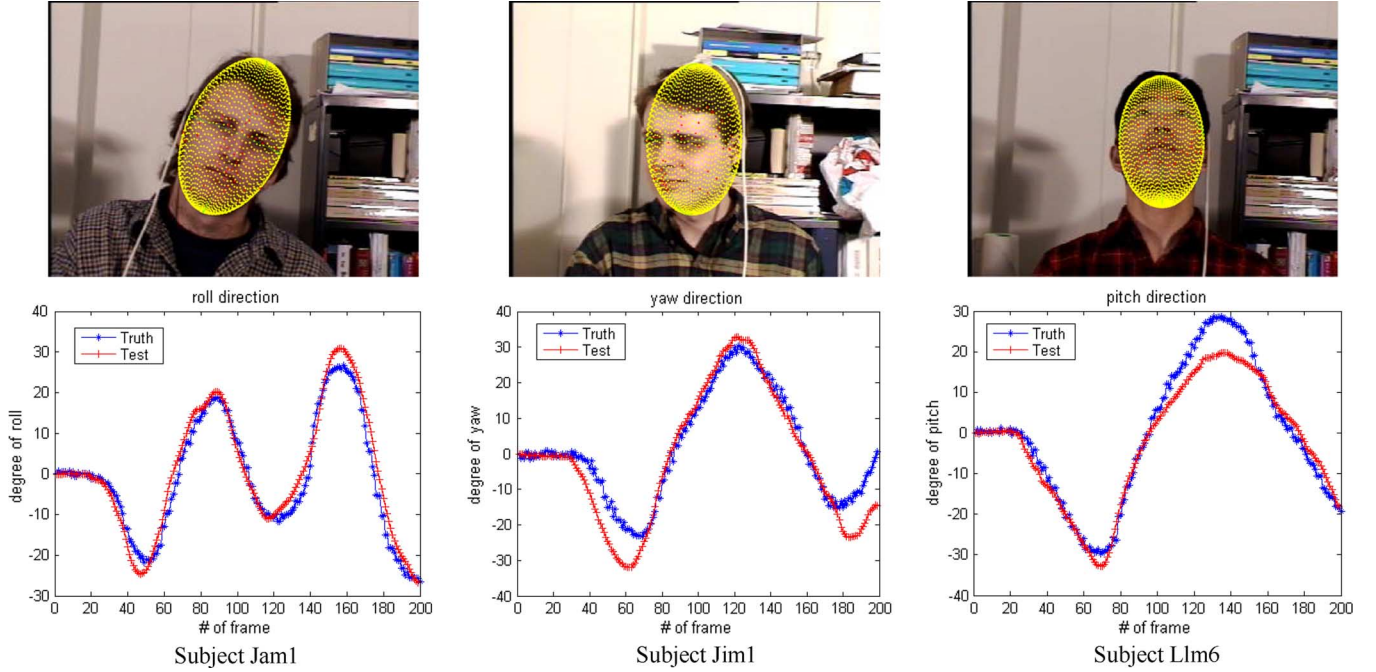 roll direction
yaw direction
pitch direction
40
30
20
10
0
-10
-20
-30
degree of roll
Truth
Test
0 20 40 60 80 100 120 140 160 180 200
# of frame
Subject Jam1
40
30
20
10
0
-10
-20
-30
-40
degree of yaw
Truth
Test
0 20 40 60 80 100 120 140 160 180 200
# of frame
Subject Jim1
30
20
10
0
-10
-20
-30
-40
degree of pitch
Truth
Test
0 20 40 60 80 100 120 140 160 180 200
# of frame
Subject Llm6